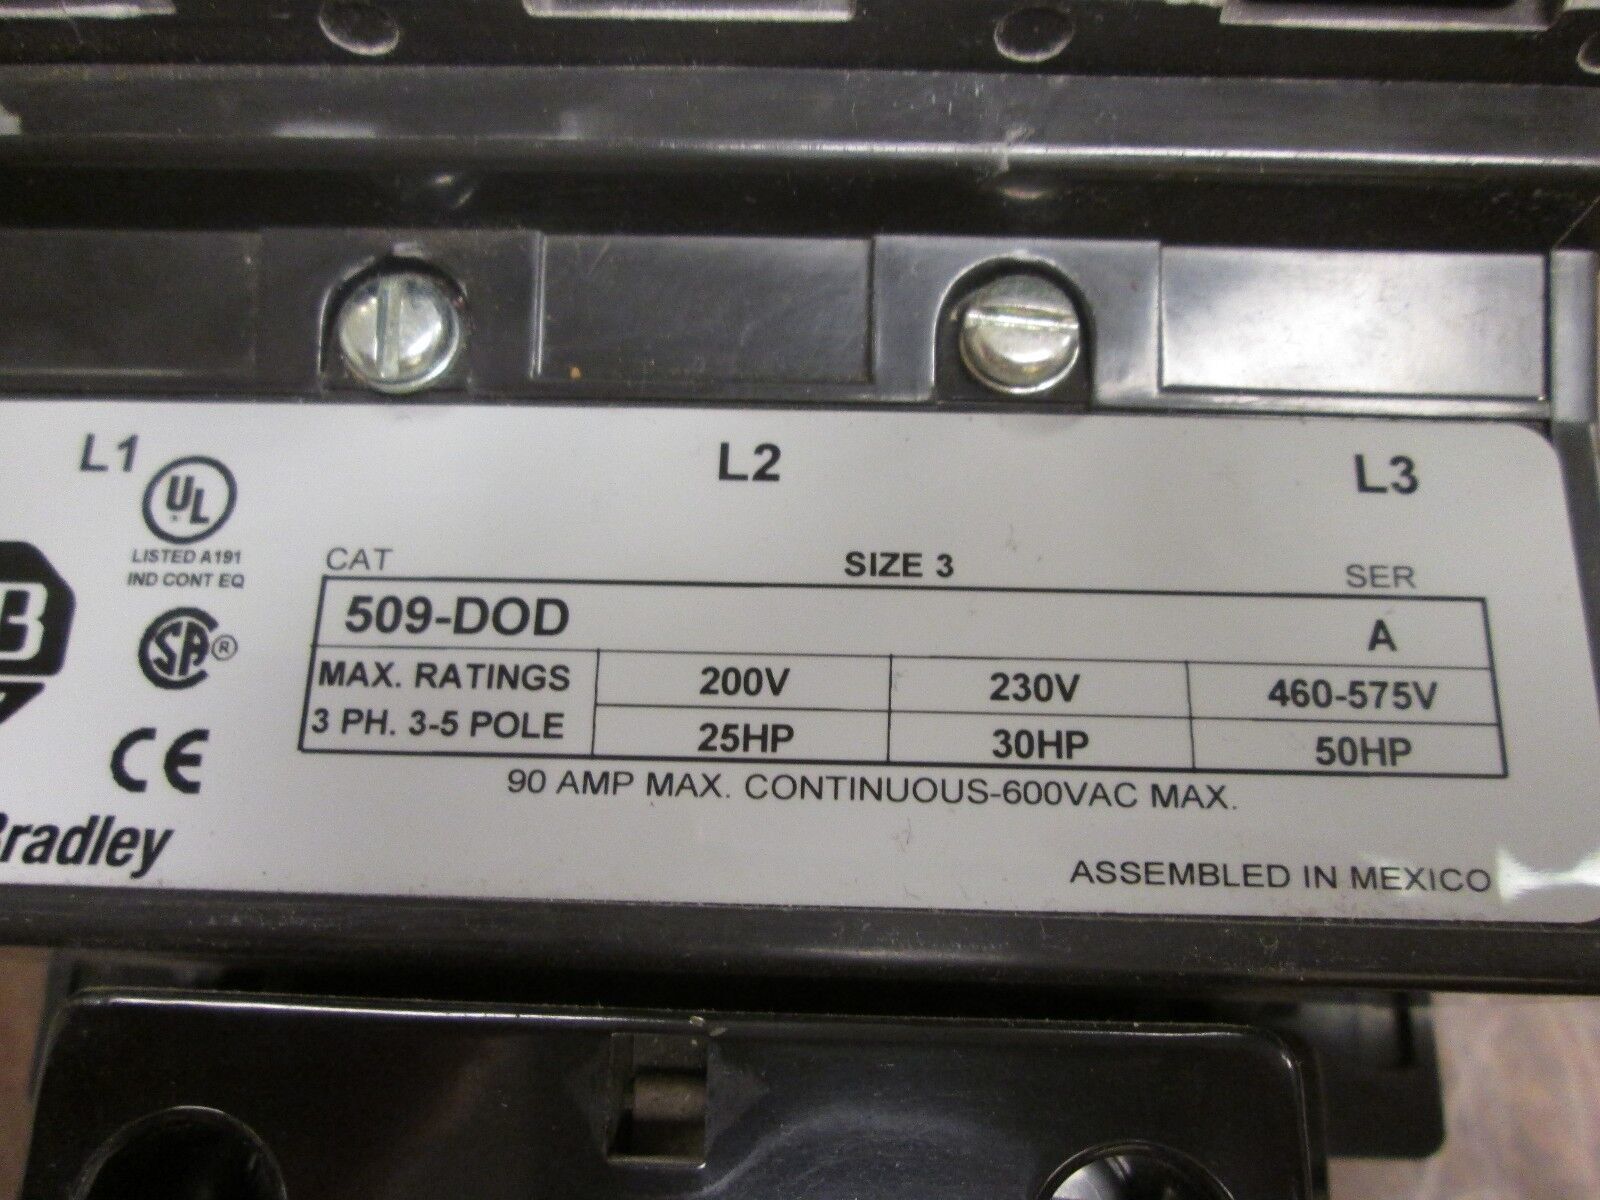 L1 L2 L3
UL
LISTED A191
IND CONT EQ
CAT SIZE 3 SER
509-DOD A
MAX. RATINGS 200V 230V 460-575V
3 PH. 3-5 POLE 25HP 30HP 50HP
90 AMP MAX. CONTINUOUS-600VAC MAX.
SA®
B
CE
Bradley
ASSEMBLED IN MEXICO